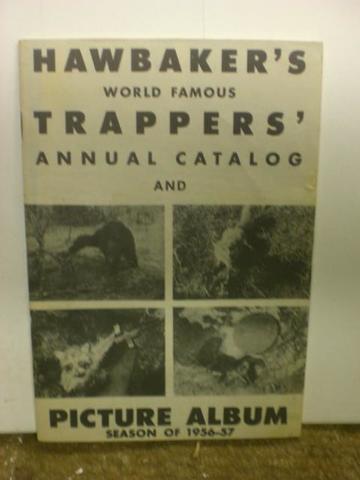 HAWBAKER'S
WORLD FAMOUS
TRAPPERS'
ANNUAL CATALOG
AND
PICTURE ALBUM
SEASON OF 1956-57